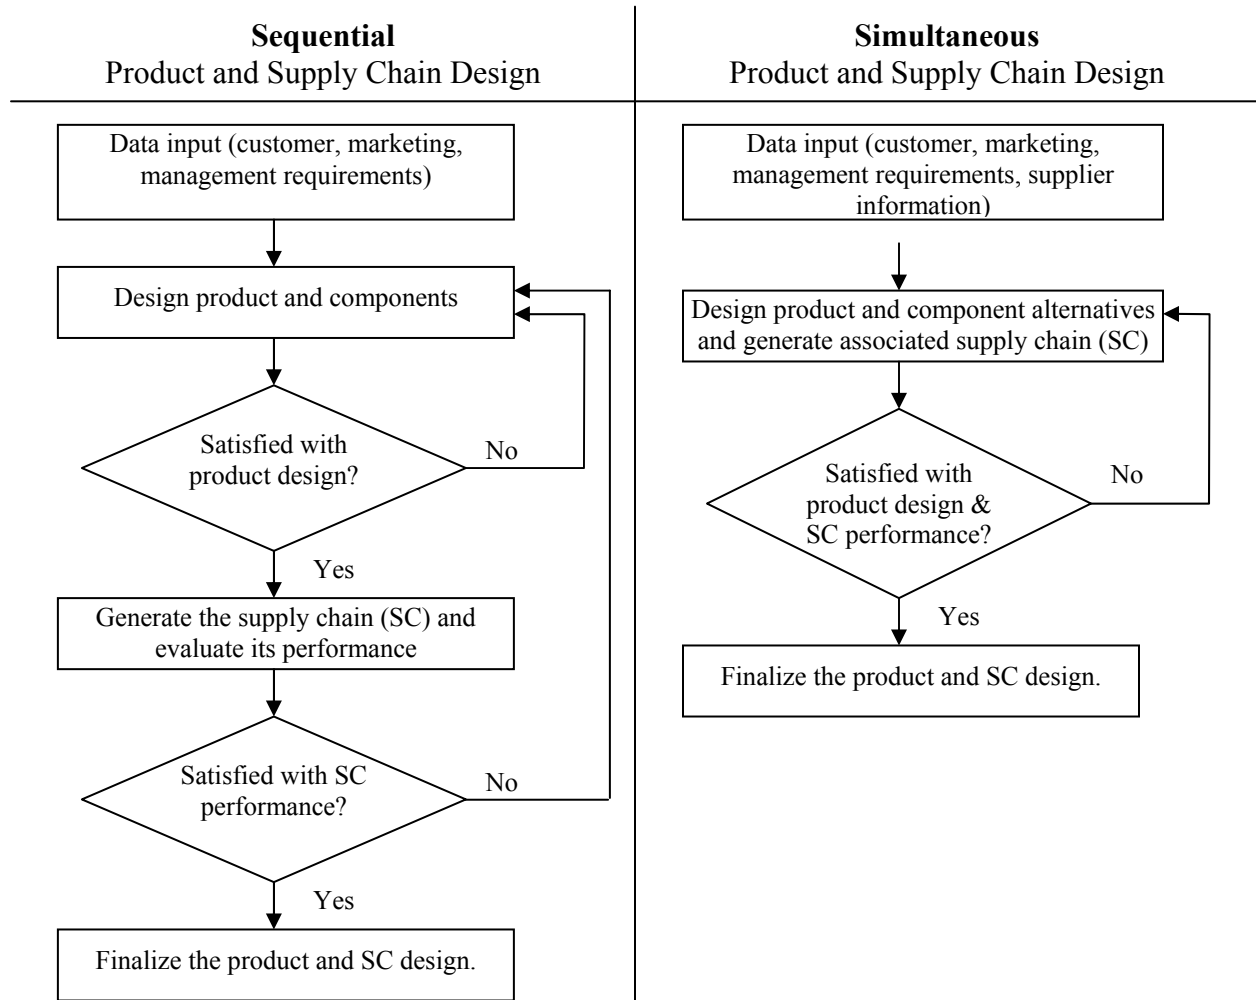 Sequential
Product and Supply Chain Design
Data input (customer, marketing,
management requirements)
Design product and components
Satisfied with
product design?
No
Yes
Generate the supply chain (SC) and
evaluate its performance
Satisfied with SC
performance?
No
Yes
Finalize the product and SC design.
Simultaneous
Product and Supply Chain Design
Data input (customer, marketing,
management requirements, supplier
information)
Design product and component alternatives
and generate associated supply chain (SC)
Satisfied with
product design &
SC performance?
No
Yes
Finalize the product and SC design.